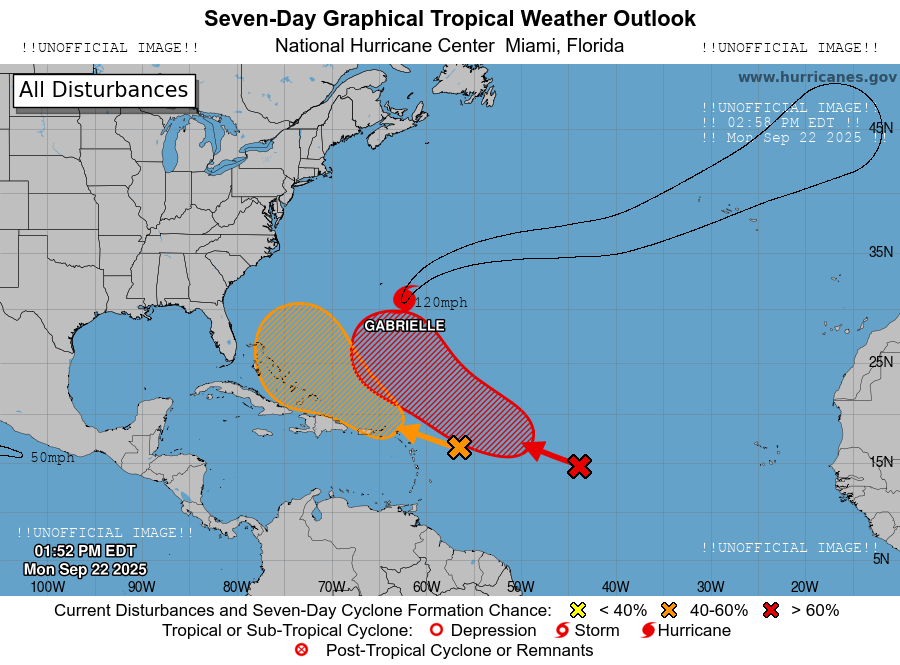 Seven-Day Graphical Tropical Weather Outlook
!!UNOFFICIAL IMAGE!! National Hurricane Center Miami, Florida !!UNOFFICIAL IMAGE!!
www.hurricanes.gov
All Disturbances
!!UNOFFICIAL IMAGE!!
!! 02:58 PM EDT !!
45N
!! Mon Sep 22 2025 !!
35N
120mph
GABRIELLE
25N
50mph
15N
!!UNOFFICIAL IMAGE!!
01:52 PM EDT
!!UNOFFICIAL IMAGE!!
5N
Mon Sep 22 2025
100W 90W 80W 70W 60W 50W 40W 30W 20W
Current Disturbances and Seven-Day Cyclone Formation Chance: < 40% 40-60% > 60%
Tropical or Sub-Tropical Cyclone: Depression Storm Hurricane
Post-Tropical Cyclone or Remnants